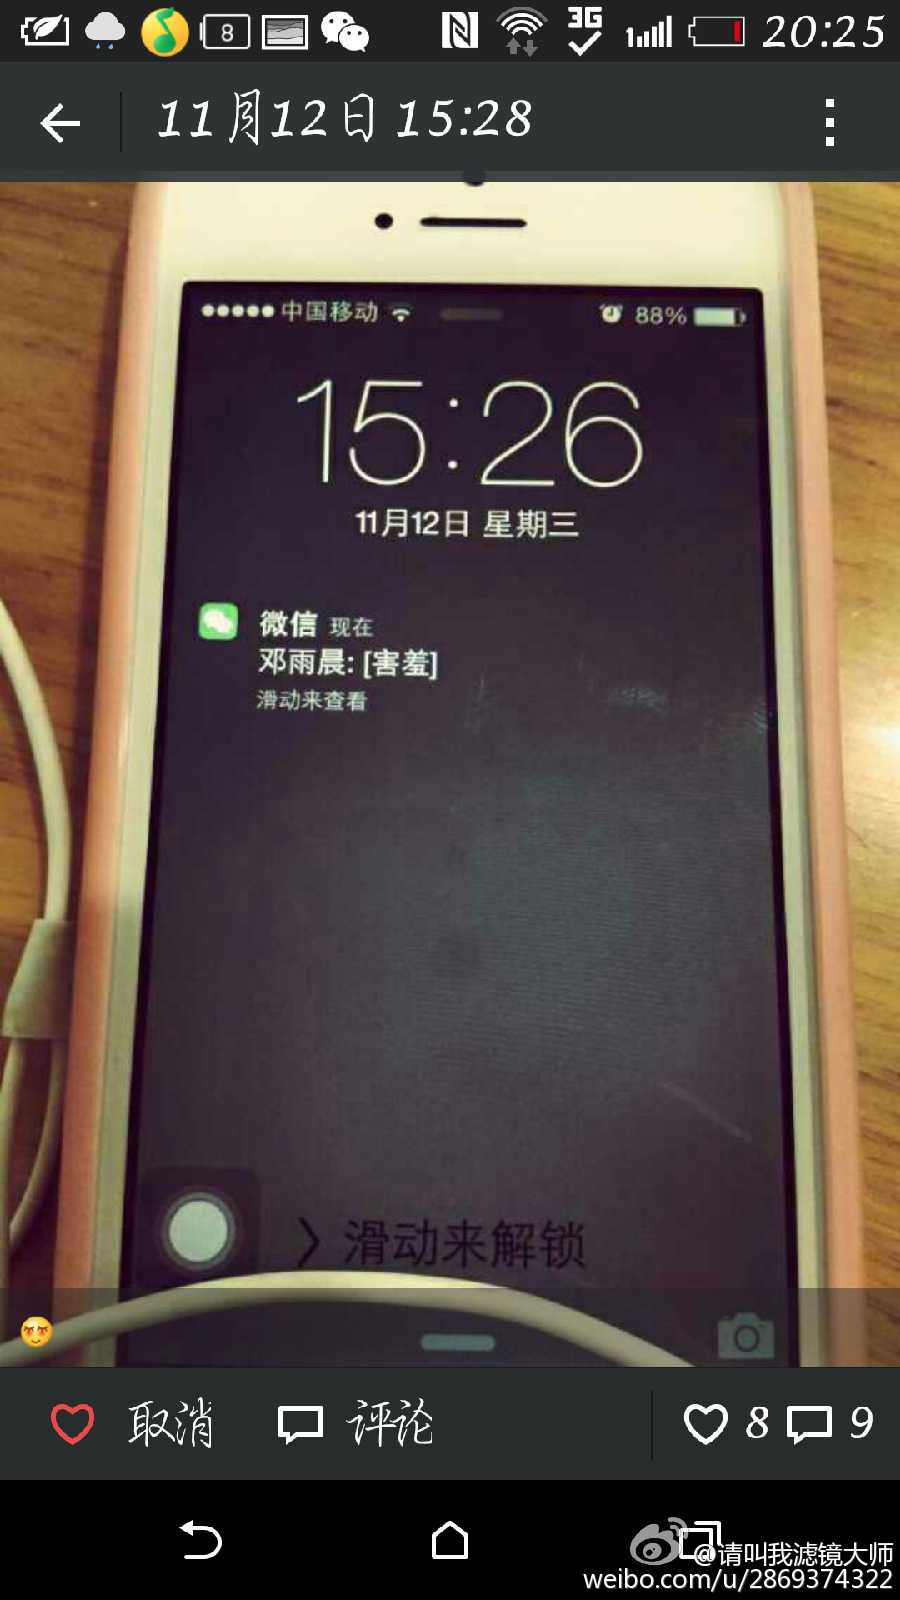 8 3G 20:25
11月12日 15:28
中国移动 88%
15:26
11月12日 星期三
微信 现在
邓雨晨: [害羞]
滑动来查看
滑动来解锁
取消 评论 8 9
@请叫我滤镜大师
weibo.com/u/2869374322